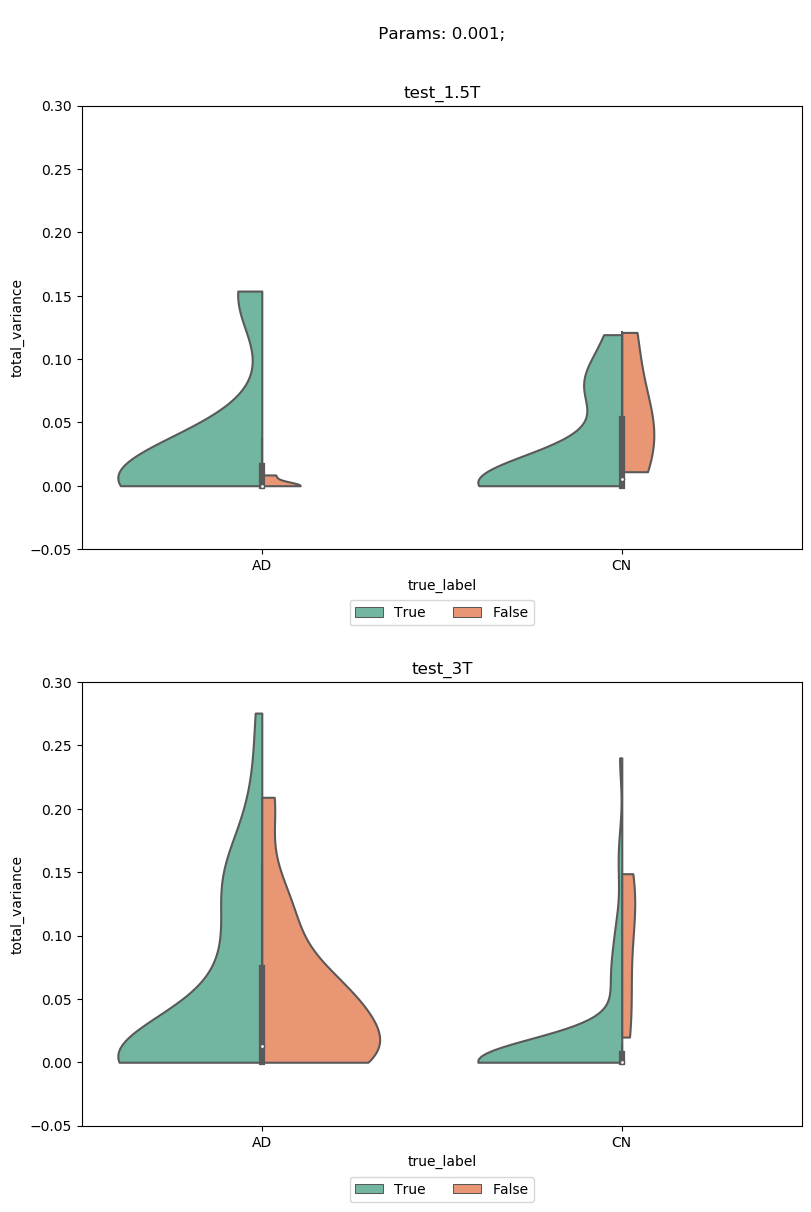 Params: 0.001;
test_1.5T
0.30
0.25
0.20
0.15
0.10
0.05
0.00
−0.05
total_variance
AD CN
true_label
True False
test_3T
0.30
0.25
0.20
0.15
0.10
0.05
0.00
−0.05
total_variance
AD CN
true_label
True False